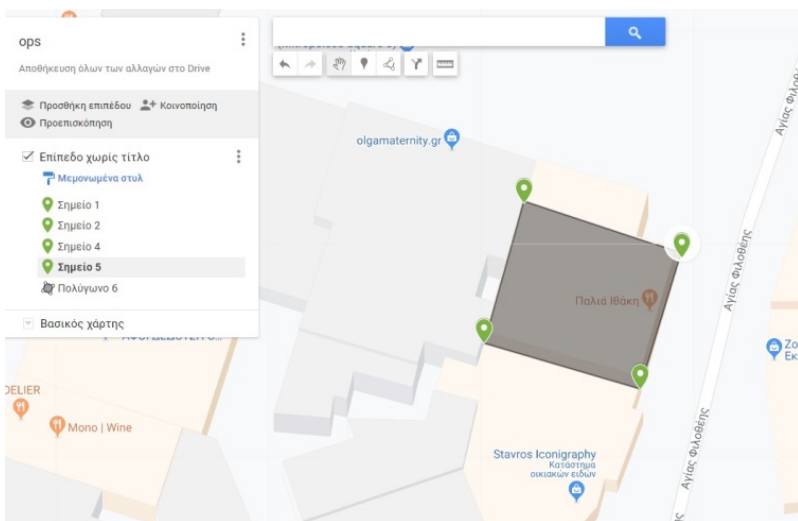 ops
Αποθήκευση όλων των αλλαγών στο Drive
Προσθήκη επιπέδου
Κοινοποίηση
Προεπισκόπηση
Επίπεδο χωρίς τίτλο
Μεμονωμένα στυλ
Σημείο 1
Σημείο 2
Σημείο 4
Σημείο 5
Πολύγωνο 6
Βασικός χάρτης
olgamaternity.gr
Αγίας Φιλοθέης
Παλιά Ιθάκη
Αγίας Φιλοθέης
Zo
Εκ
DELIER
Mono | Wine
Stavros Iconigraphy
Κατάστημα
οικιακών ειδών
Αγίας Φιλοθέης